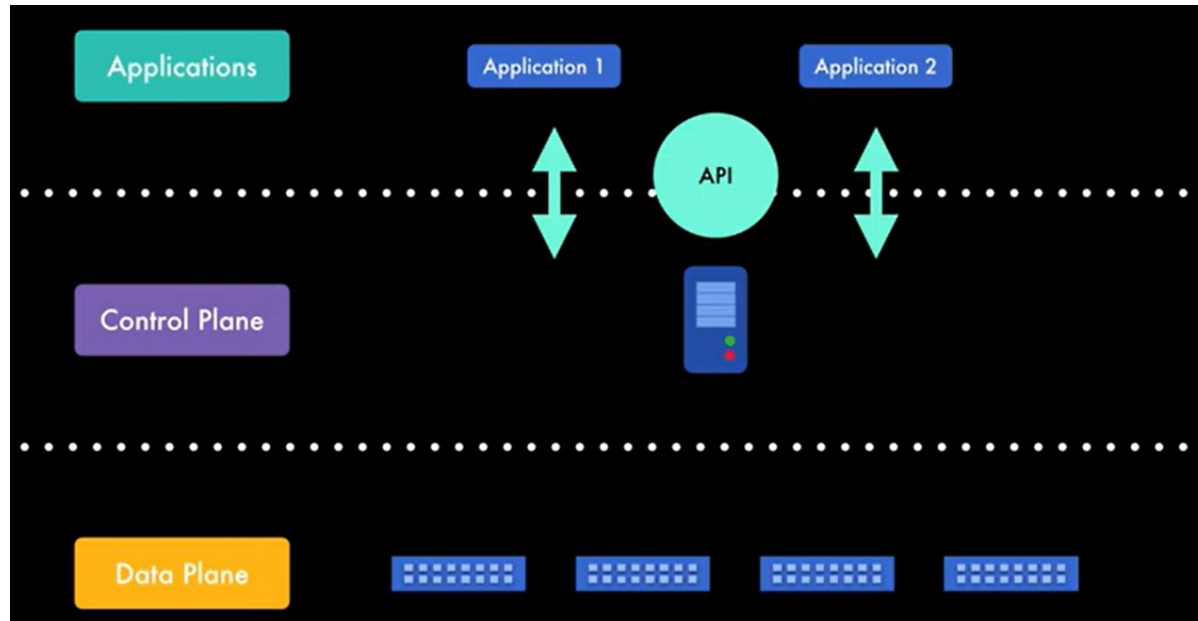 Applications
Application 1
Application 2
API
Control Plane
Data Plane